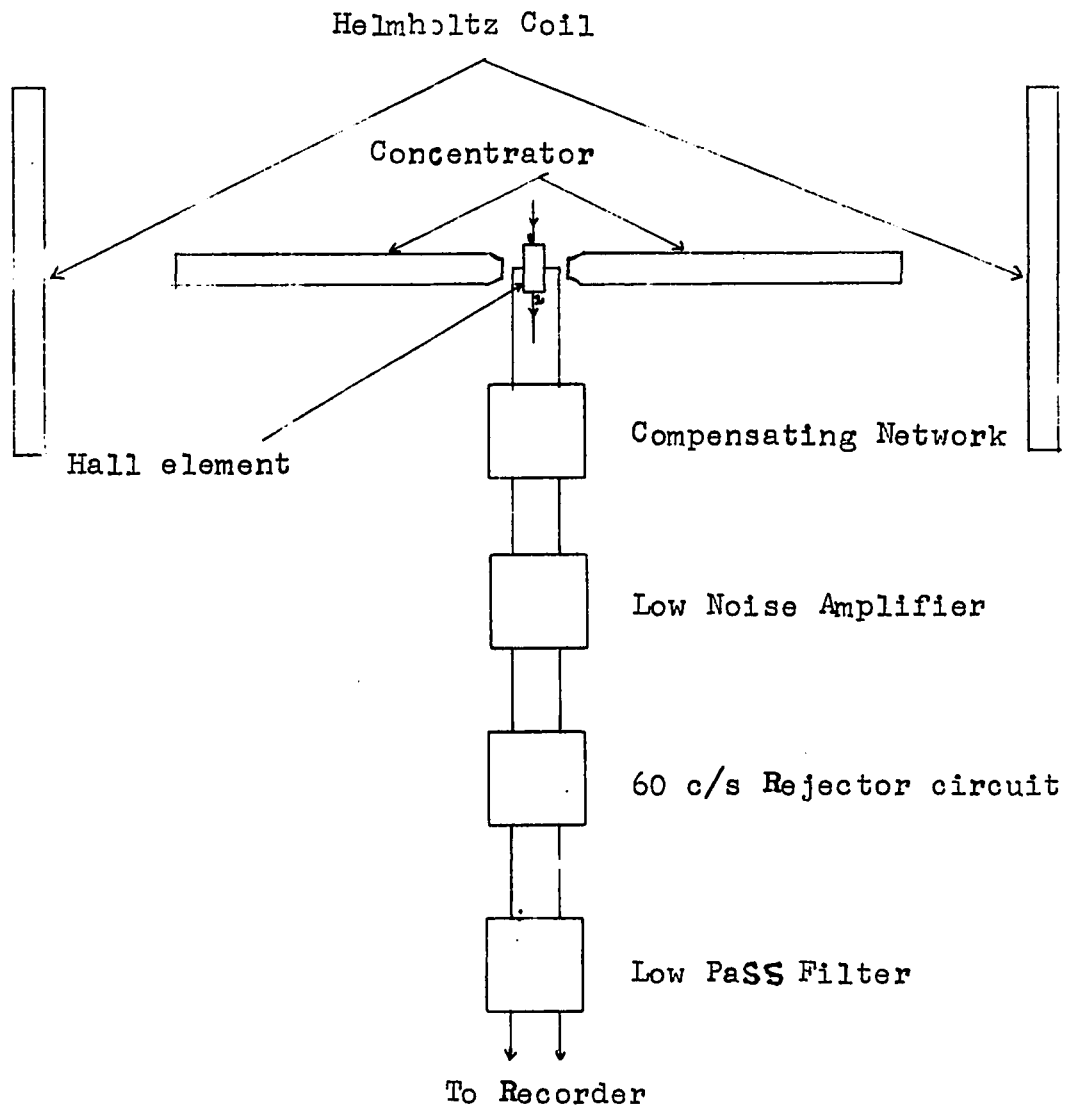 Helmholtz Coil
Concentrator
Hall element
Compensating Network
Low Noise Amplifier
60 c/s Rejector circuit
Low PaSS Filter
To Recorder